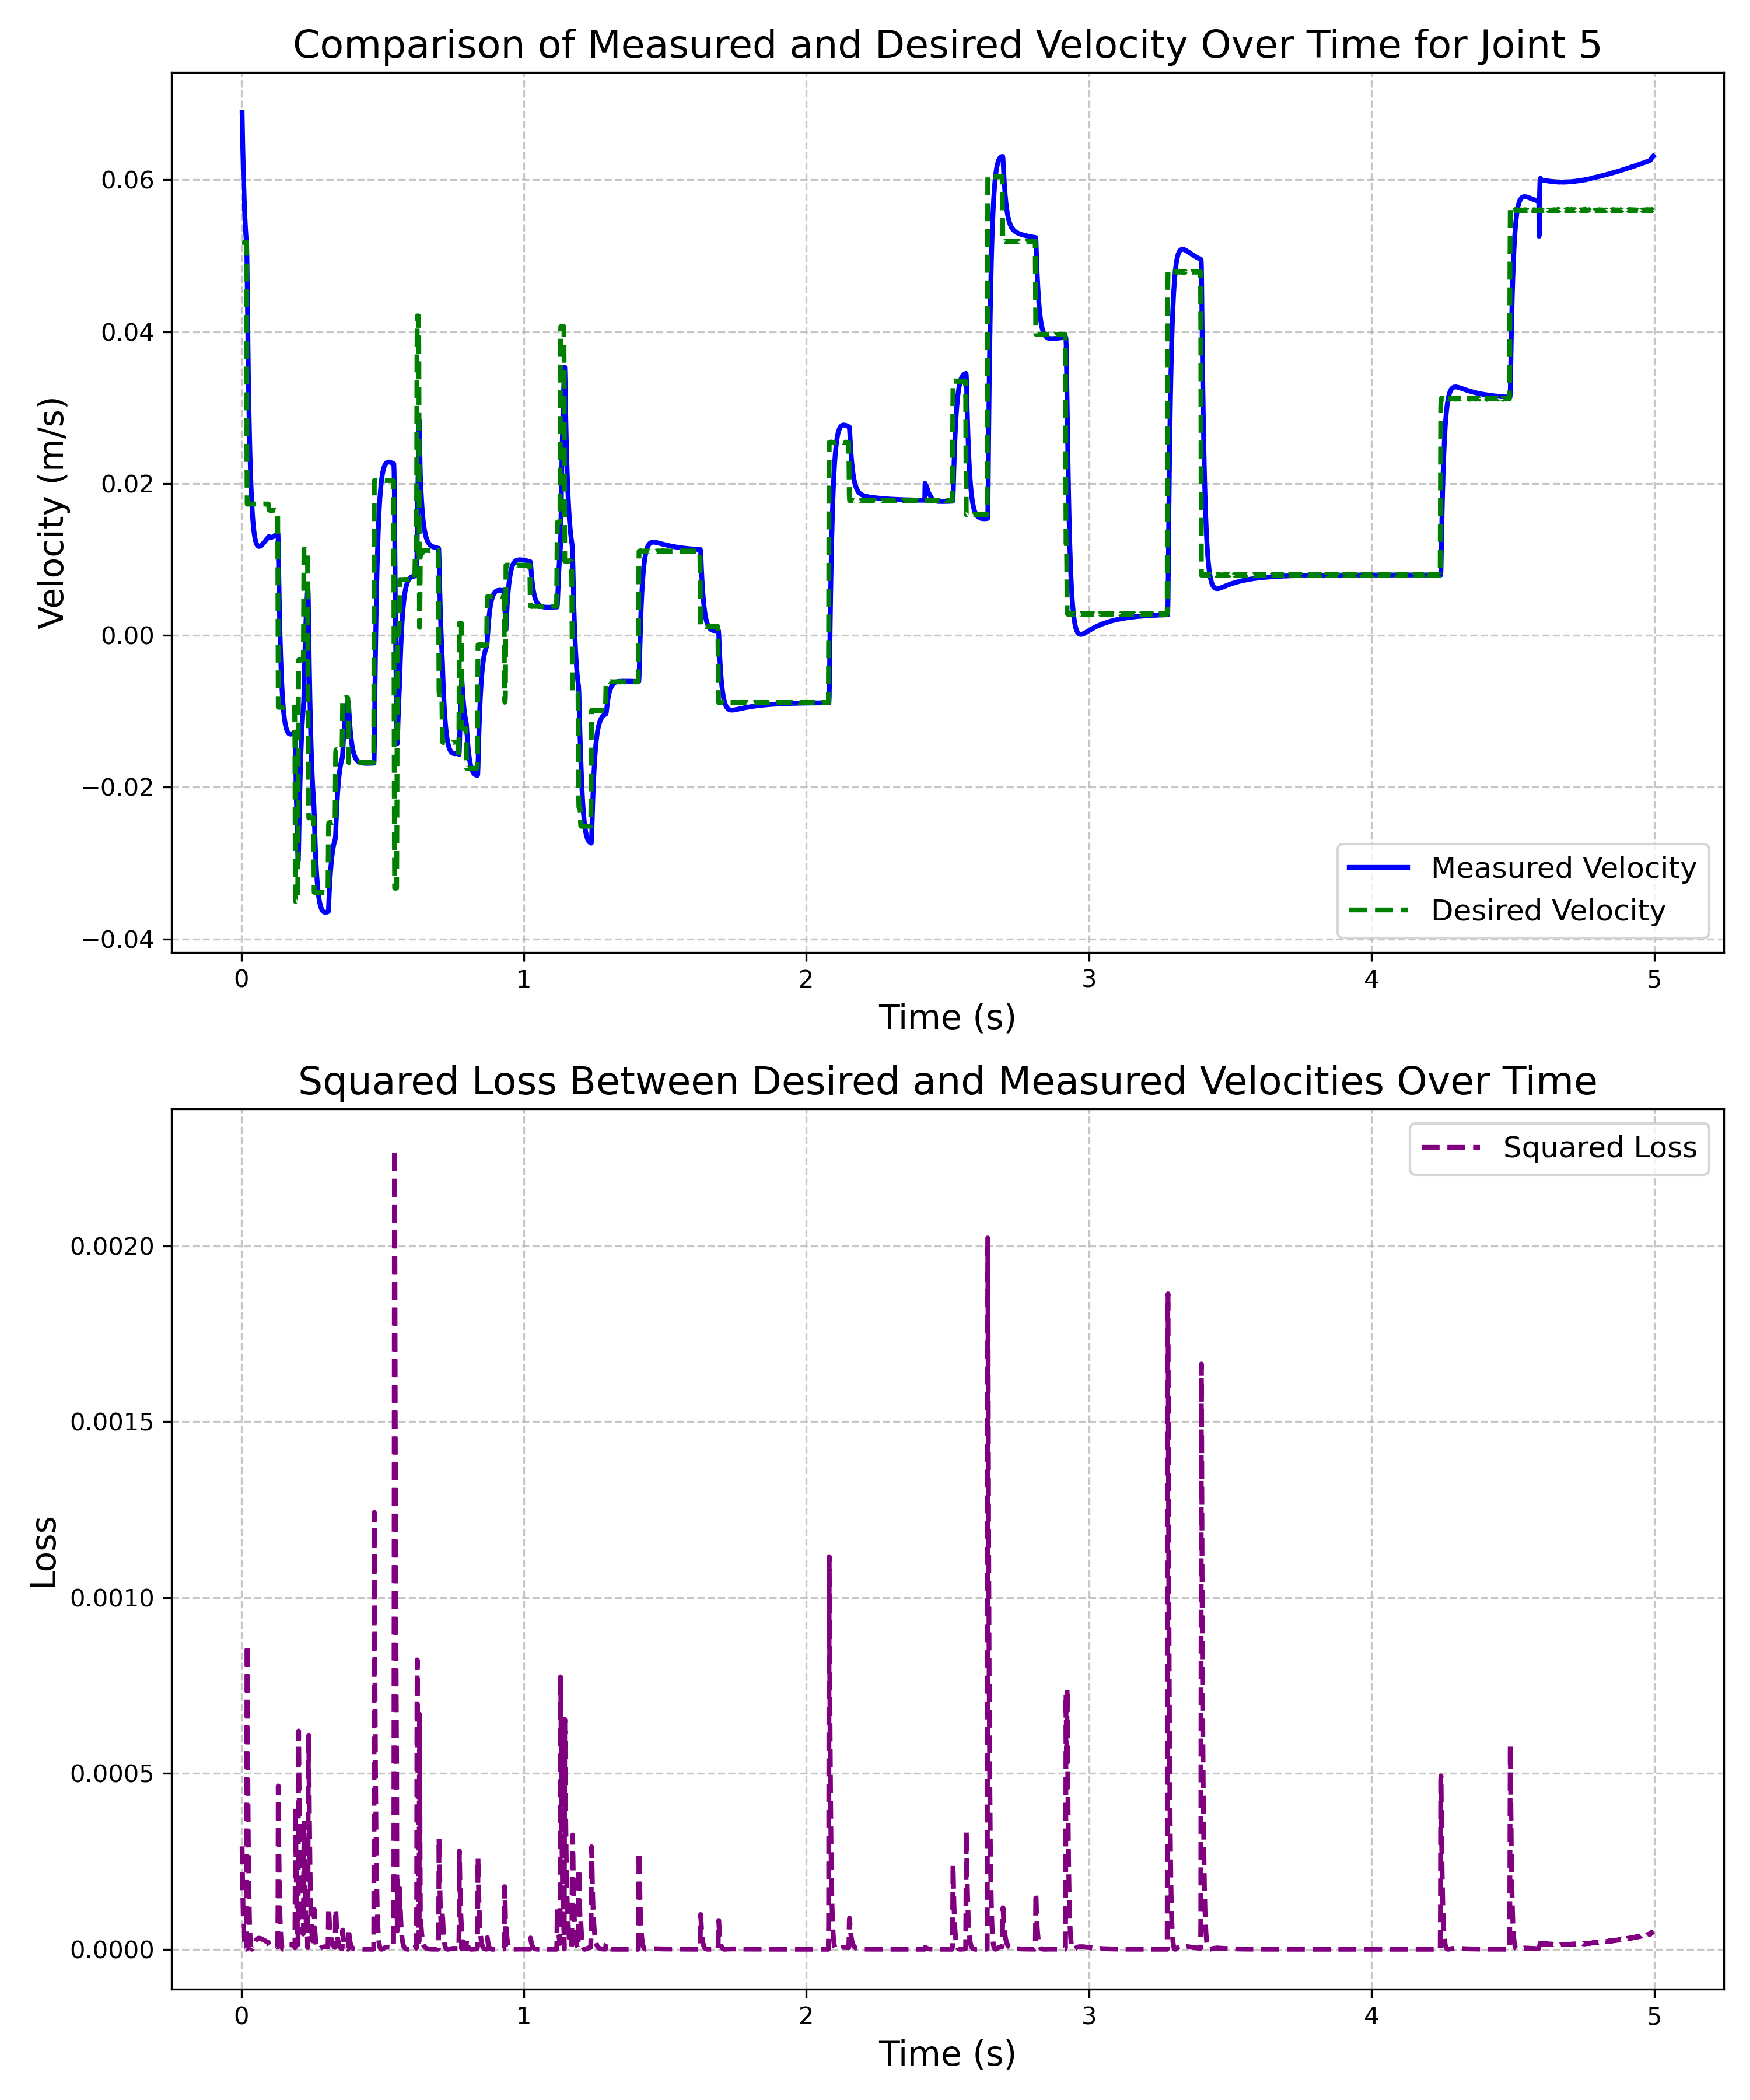 Comparison of Measured and Desired Velocity Over Time for Joint 5
Velocity (m/s)
0.06
0.04
0.02
0.00
−0.02
−0.04
Measured Velocity
Desired Velocity
0 1 2 3 4 5
Time (s)
Squared Loss Between Desired and Measured Velocities Over Time
Squared Loss
Loss
0.0020
0.0015
0.0010
0.0005
0.0000
0 1 2 3 4 5
Time (s)